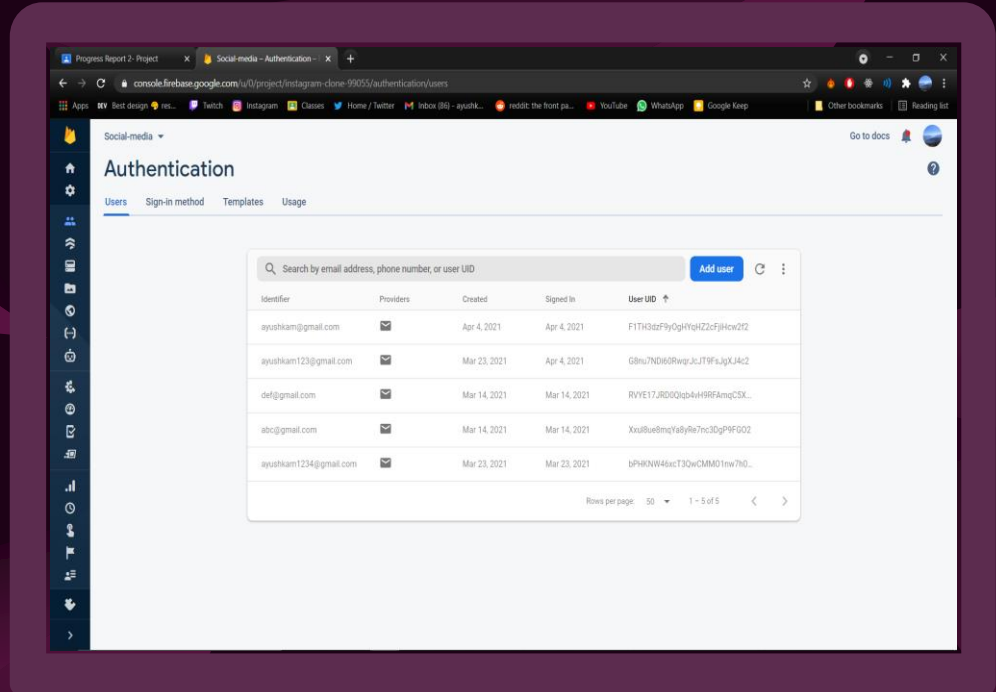 Progress Report 2- Project
Social-media – Authentication –
console.firebase.google.com/u/0/project/instagram-clone-99055/authentication/users
Apps DEV Best design res... Twitch Instagram Classes Home / Twitter Inbox (86) - ayushk... reddit: the front pa... YouTube WhatsApp Google Keep Other bookmarks Reading list
Social-media Go to docs
Authentication
Users Sign-in method Templates Usage
Search by email address, phone number, or user UID Add user
Identifier Providers Created Signed In User UID
ayushkam@gmail.com Apr 4, 2021 Apr 4, 2021
ayushkam123@gmail.com Mar 23, 2021 Apr 4, 2021
def@gmail.com Mar 14, 2021 Mar 14, 2021
abc@gmail.com Mar 14, 2021 Mar 14, 2021
ayushkam1234@gmail.com Mar 23, 2021 Mar 23, 2021
Rows per page: 50 1 – 5 of 5